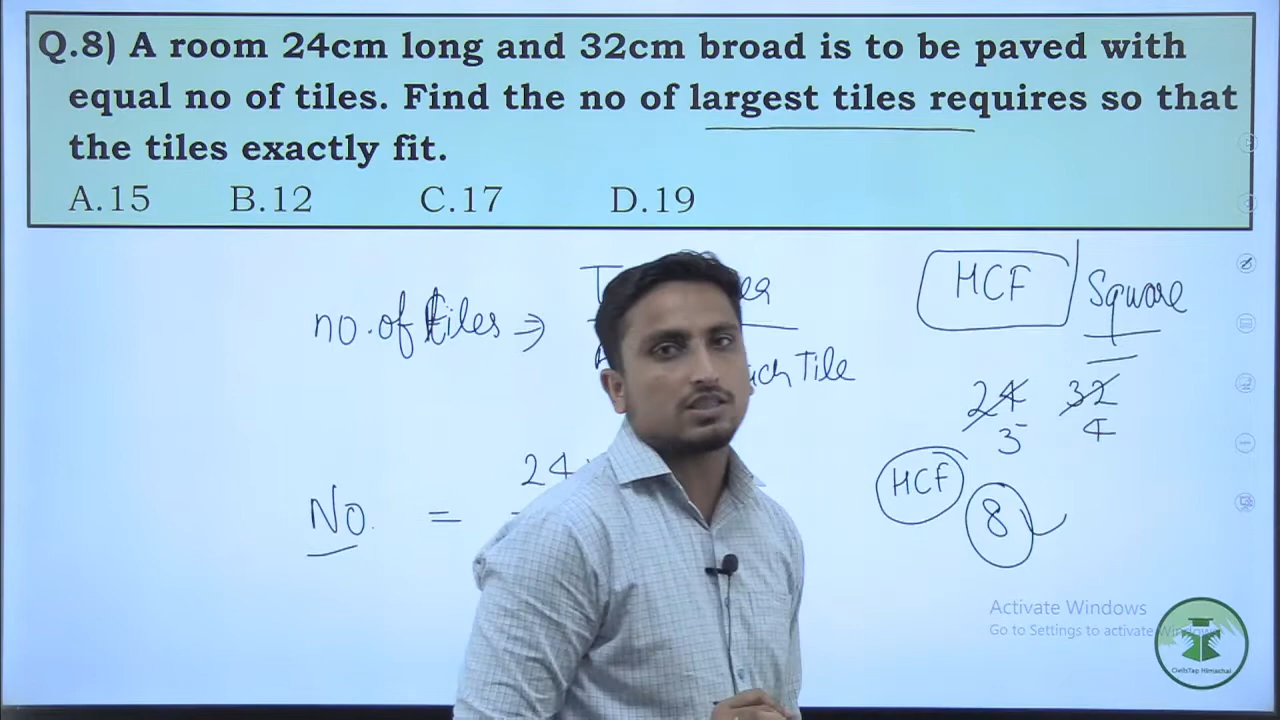 Q.8) A room 24cm long and 32cm broad is to be paved with
equal no of tiles. Find the no of largest tiles requires so that
the tiles exactly fit.
A.15 B.12 C.17 D.19
HCF Square
no. of tiles ⇒
Tile
24 32
3 4
HCF
8
No. =
24
Activate Windows
Go to Settings to activate